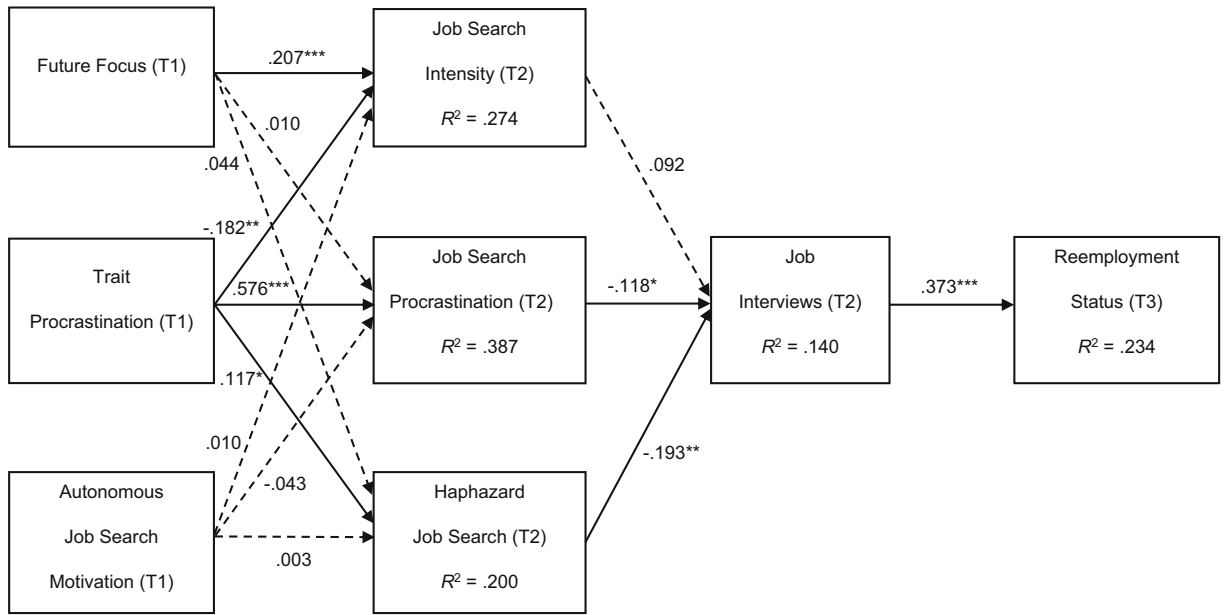 Future Focus (T1)
Trait
Procrastination (T1)
Autonomous
Job Search
Motivation (T1)
.207***
.010
.044
-.182**
.576***
.117*
.010
-.043
.003
Job Search
Intensity (T2)
R² = .274
Job Search
Procrastination (T2)
R² = .387
Haphazard
Job Search (T2)
R² = .200
.092
-.118*
-.193**
Job
Interviews (T2)
R² = .140
.373***
Reemployment
Status (T3)
R² = .234